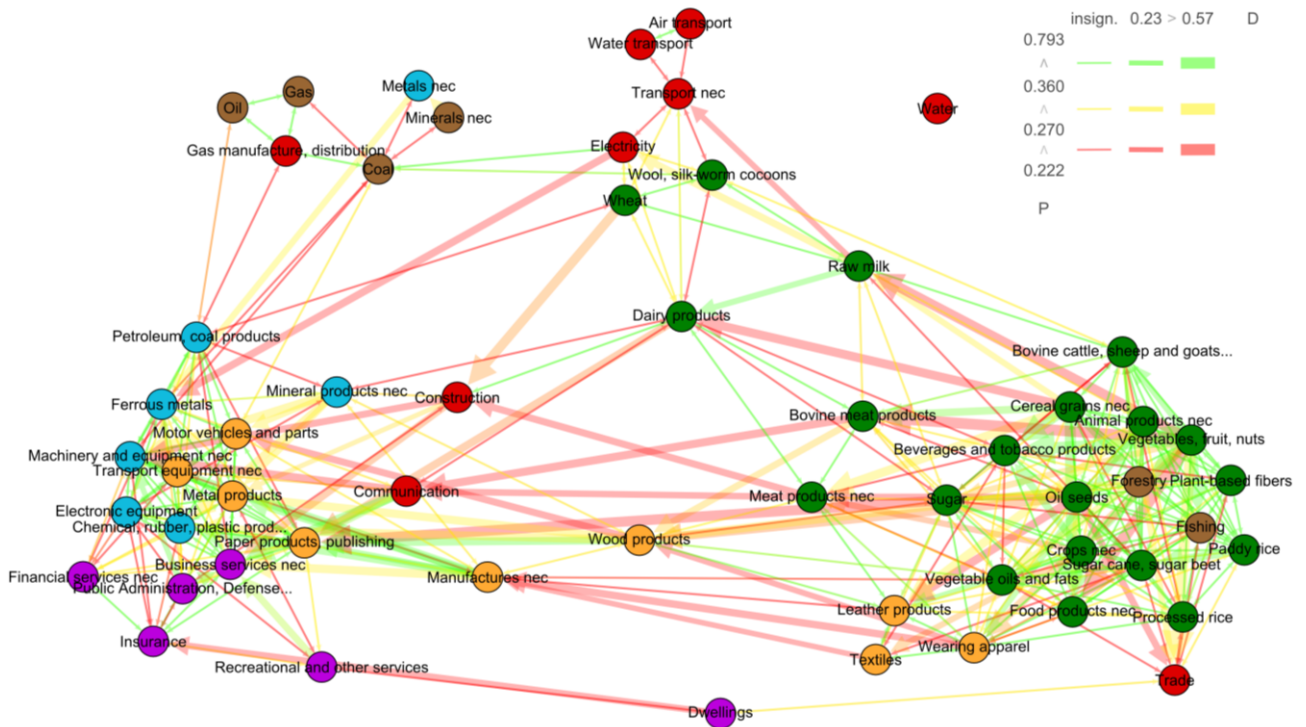 insign. 0.23 > 0.57 D
0.793
^
0.360
^
0.270
^
0.222
P
Air transport
Water transport
Transport nec
Water
Metals nec
Gas
Oil
Minerals nec
Gas manufacture, distribution
Coal
Electricity
Wool, silk-worm cocoons
Wheat
Raw milk
Dairy products
Petroleum, coal products
Bovine cattle, sheep and goats...
Mineral products nec
Construction
Ferrous metals
Cereal grains nec
Bovine meat products
Animal products nec
Motor vehicles and parts
Vegetables, fruit, nuts
Beverages and tobacco products
Machinery and equipment nec
Transport equipment nec
Forestry
Plant-based fibers
Communication
Metal products
Meat products nec
Sugar
Oil seeds
Electronic equipment
Chemical, rubber, plastic prod...
Fishing
Paper products, publishing
Wood products
Crops nec
Paddy rice
Business services nec
Sugar cane, sugar beet
Financial services nec
Manufactures nec
Vegetable oils and fats
Public Administration, Defense...
Leather products
Food products nec
Processed rice
Insurance
Wearing apparel
Textiles
Recreational and other services
Trade
Dwellings